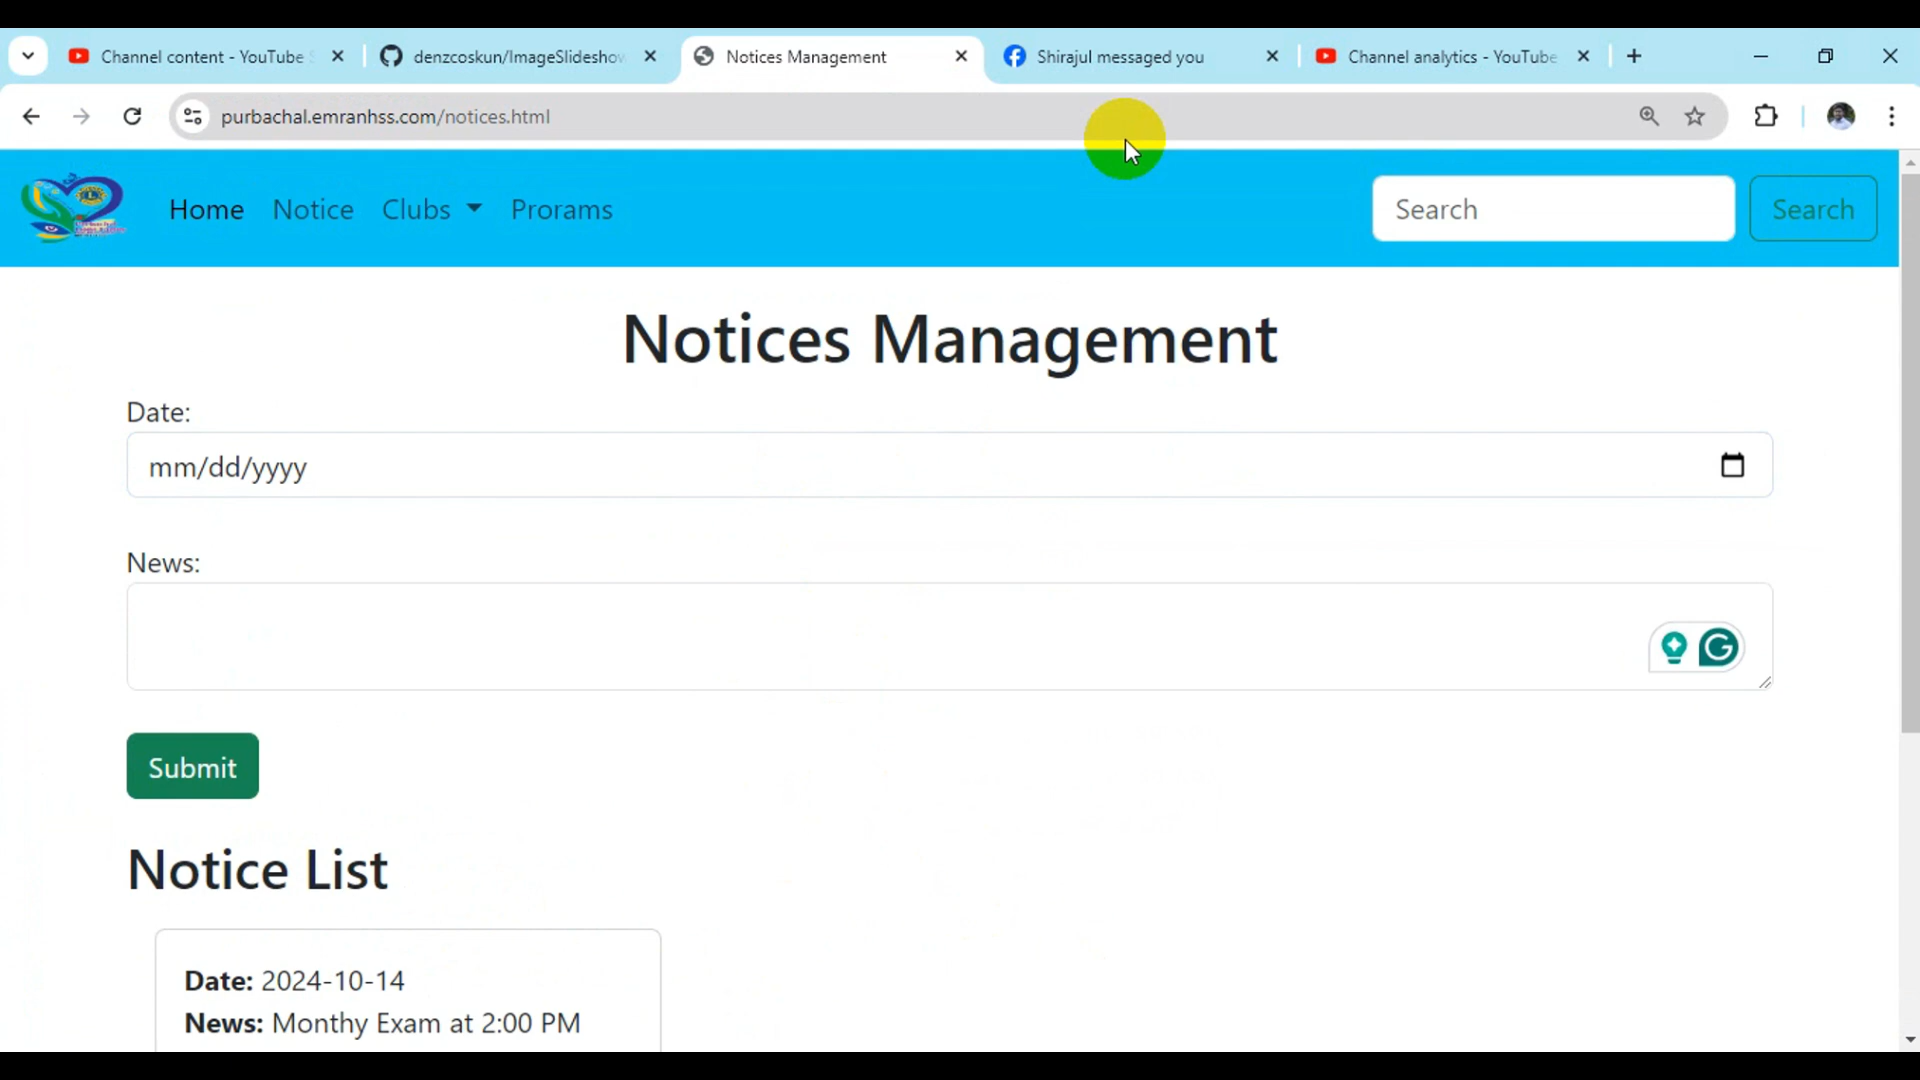 Channel content - YouTube S
denzcoskun/ImageSlideshow
Notices Management
Shirajul messaged you
Channel analytics - YouTube
purbachal.emranhss.com/notices.html
Home
Notice
Clubs
Prorams
Search
Search
Notices Management
Date:
mm/dd/yyyy
News:
Submit
Notice List
Date: 2024-10-14
News: Monthy Exam at 2:00 PM